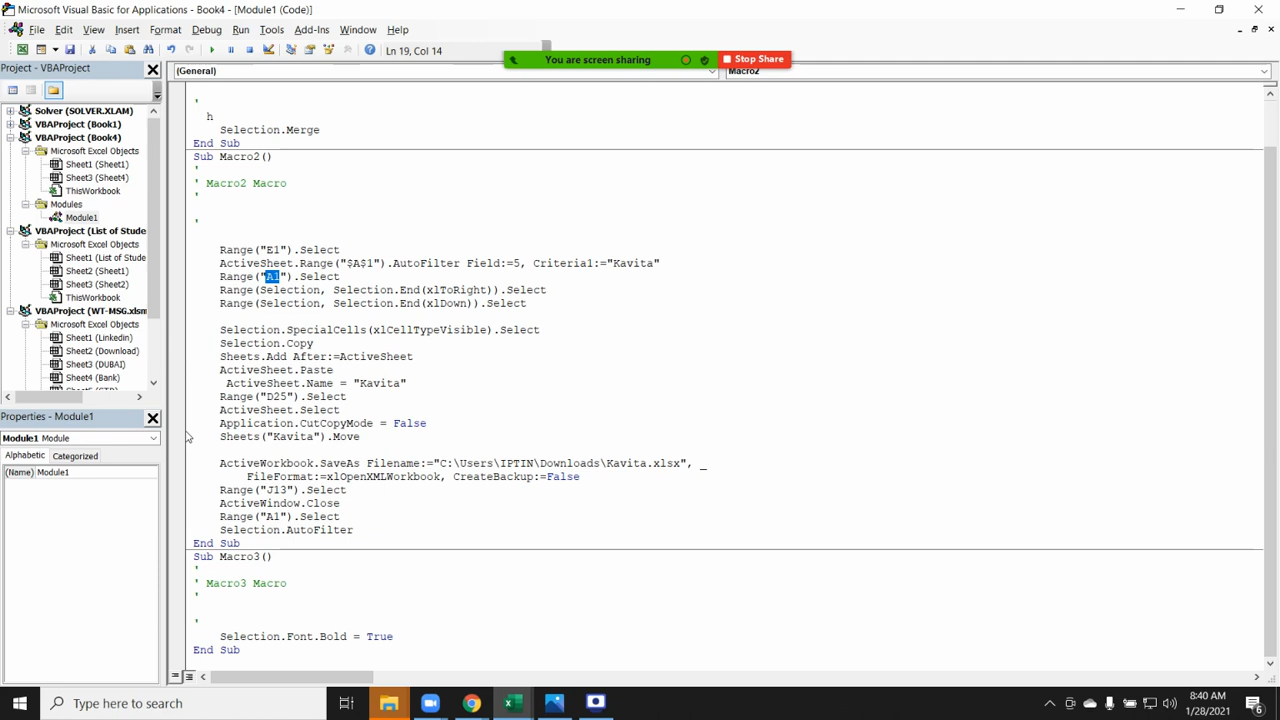 Microsoft Visual Basic for Applications - Book4 - [Module1 (Code)]
File Edit View Insert Format Debug Run Tools Add-Ins Window Help
Ln 19, Col 14
You are screen sharing
Stop Share
Project - VBAProject
(General)
Macro2
Solver (SOLVER.XLAM)
VBAProject (Book1)
VBAProject (Book4)
Microsoft Excel Objects
Sheet1 (Sheet1)
Sheet3 (Sheet4)
ThisWorkbook
Modules
Module1
VBAProject (List of Stude
Microsoft Excel Objects
Sheet1 (List of Stud
Sheet2 (Sheet1)
Sheet3 (Sheet2)
ThisWorkbook
VBAProject (WT-MSG.xlsm
Microsoft Excel Objects
Sheet1 (Linkedin)
Sheet2 (Download)
Sheet3 (DUBAI)
Sheet4 (Bank)
Properties - Module1
Module1 Module
Alphabetic Categorized
(Name) Module1
'
h
Selection.Merge
End Sub
Sub Macro2()
'
' Macro2 Macro
'
'
Range("E1").Select
ActiveSheet.Range("$A$1").AutoFilter Field:=5, Criteria1:="Kavita"
Range("A1").Select
Range(Selection, Selection.End(xlToRight)).Select
Range(Selection, Selection.End(xlDown)).Select
Selection.SpecialCells(xlCellTypeVisible).Select
Selection.Copy
Sheets.Add After:=ActiveSheet
ActiveSheet.Paste
ActiveSheet.Name = "Kavita"
Range("D25").Select
ActiveSheet.Select
Application.CutCopyMode = False
Sheets("Kavita").Move
ActiveWorkbook.SaveAs Filename:="C:\Users\IPTIN\Downloads\Kavita.xlsx", _
FileFormat:=xlOpenXMLWorkbook, CreateBackup:=False
Range("J13").Select
ActiveWindow.Close
Range("A1").Select
Selection.AutoFilter
End Sub
Sub Macro3()
'
' Macro3 Macro
'
'
Selection.Font.Bold = True
End Sub
Type here to search
8:40 AM
1/28/2021
6